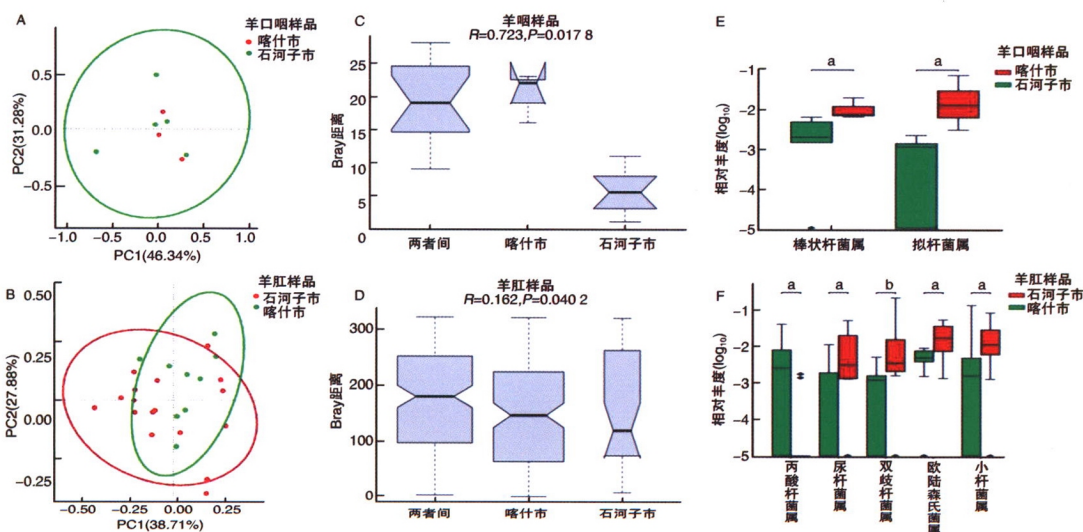 A
羊口咽样品
喀什市
石河子市
0.5
0.0
−0.5
PC2(31.28%)
−1.0
−0.5
0.0
0.5
1.0
PC1(46.34%)
B
羊肛样品
石河子市
喀什市
0.50
0.25
0.00
−0.25
PC2(27.88%)
−0.50
−0.25
0.00
0.25
PC1(38.71%)
C
羊咽样品
R=0.723,P=0.017 8
25
20
15
10
5
0
Bray距离
两者间
喀什市
石河子市
D
羊肛样品
R=0.162,P=0.040 2
300
200
100
0
Bray距离
两者间
喀什市
石河子市
E
羊口咽样品
喀什市
石河子市
a
a
−1
−2
−3
−4
−5
相对丰度(log10)
棒状杆菌属
拟杆菌属
F
羊肛样品
石河子市
喀什市
a
a
b
a
a
−1
−2
−3
−4
−5
相对丰度(log10)
丙酸杆菌属
尿杆菌属
双歧杆菌属
欧陆森氏菌属
小杆菌属